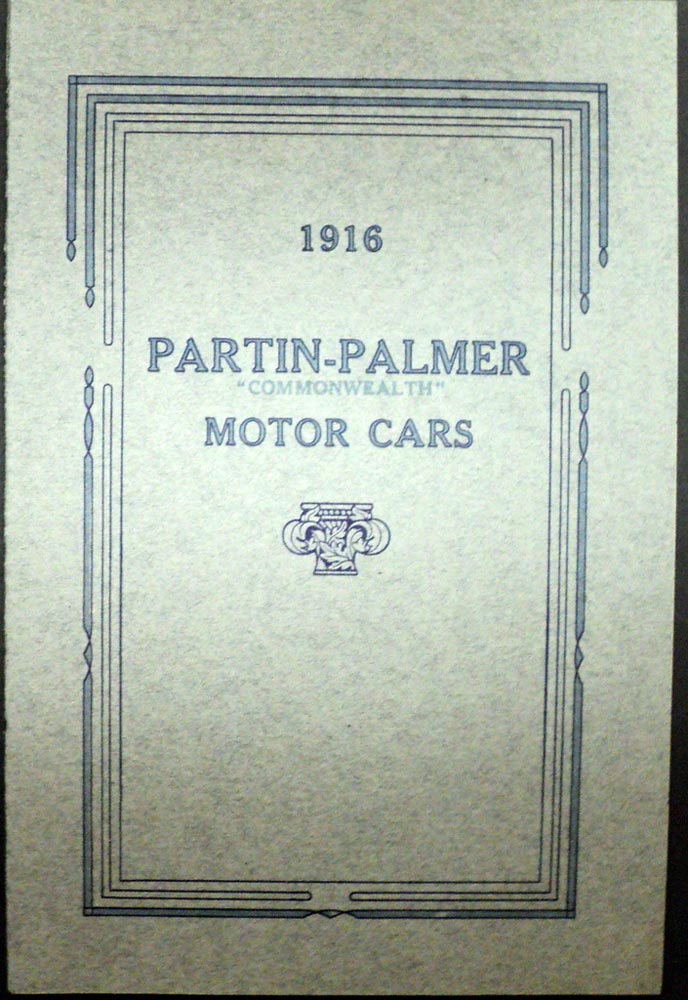 1916
PARTIN-PALMER
"COMMONWEALTH"
MOTOR CARS